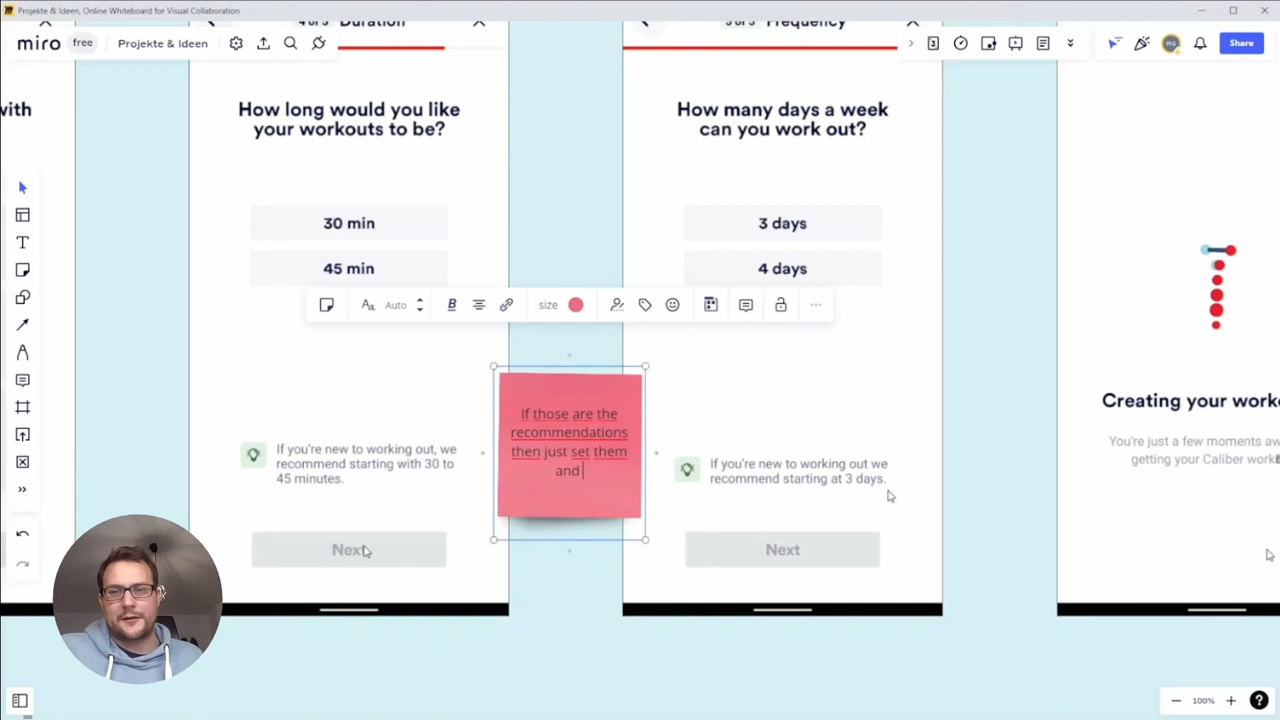 Projekte & Ideen, Online Whiteboard for Visual Collaboration
Duration
Frequency
miro free Projekte & Ideen
Share
with
How long would you like
your workouts to be?
30 min
45 min
If you're new to working out, we
recommend starting with 30 to
45 minutes.
Next
Auto
B
size
If those are the
recommendations
then just set them
and
How many days a week
can you work out?
3 days
4 days
If you're new to working out we
recommend starting at 3 days.
Next
Creating your work
You're just a few moments aw
getting your Caliber work
100%